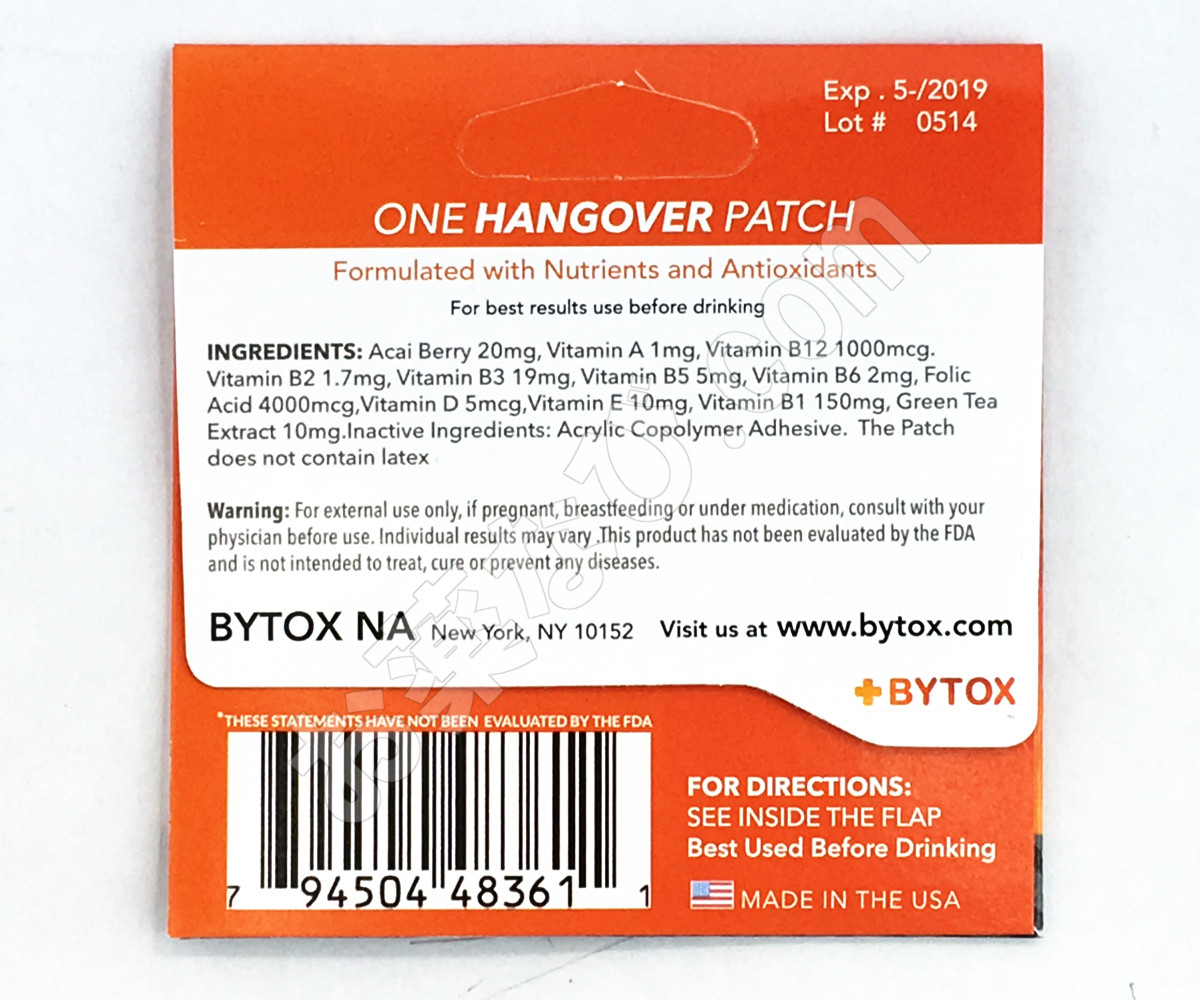 Exp . 5-/2019
Lot # 0514
ONE HANGOVER PATCH
Formulated with Nutrients and Antioxidants
For best results use before drinking
INGREDIENTS: Acai Berry 20mg, Vitamin A 1mg, Vitamin B12 1000mcg.
Vitamin B2 1.7mg, Vitamin B3 19mg, Vitamin B5 5mg, Vitamin B6 2mg, Folic
Acid 4000mcg,Vitamin D 5mcg,Vitamin E 10mg, Vitamin B1 150mg, Green Tea
Extract 10mg.Inactive Ingredients: Acrylic Copolymer Adhesive. The Patch
does not contain latex
Warning: For external use only, if pregnant, breastfeeding or under medication, consult with your
physician before use. Individual results may vary .This product has not been evaluated by the FDA
and is not intended to treat, cure or prevent any diseases.
BYTOX NA New York, NY 10152 Visit us at www.bytox.com
BYTOX
*THESE STATEMENTS HAVE NOT BEEN EVALUATED BY THE FDA
7 94504 48361 1
FOR DIRECTIONS:
SEE INSIDE THE FLAP
Best Used Before Drinking
MADE IN THE USA
お薬なび.com